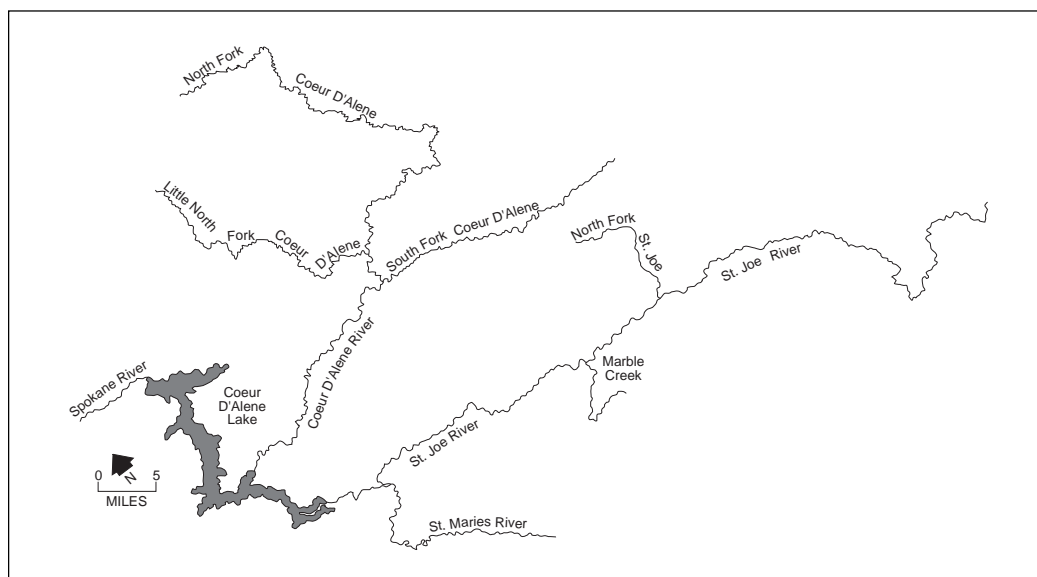 North Fork
Coeur D'Alene
Little North
Fork
Coeur
D'Alene
South Fork Coeur D'Alene
North Fork
St. Joe
St. Joe River
Coeur D'Alene River
Marble
Creek
Spokane River
Coeur
D'Alene
Lake
St. Joe River
0 5
N
MILES
St. Maries River